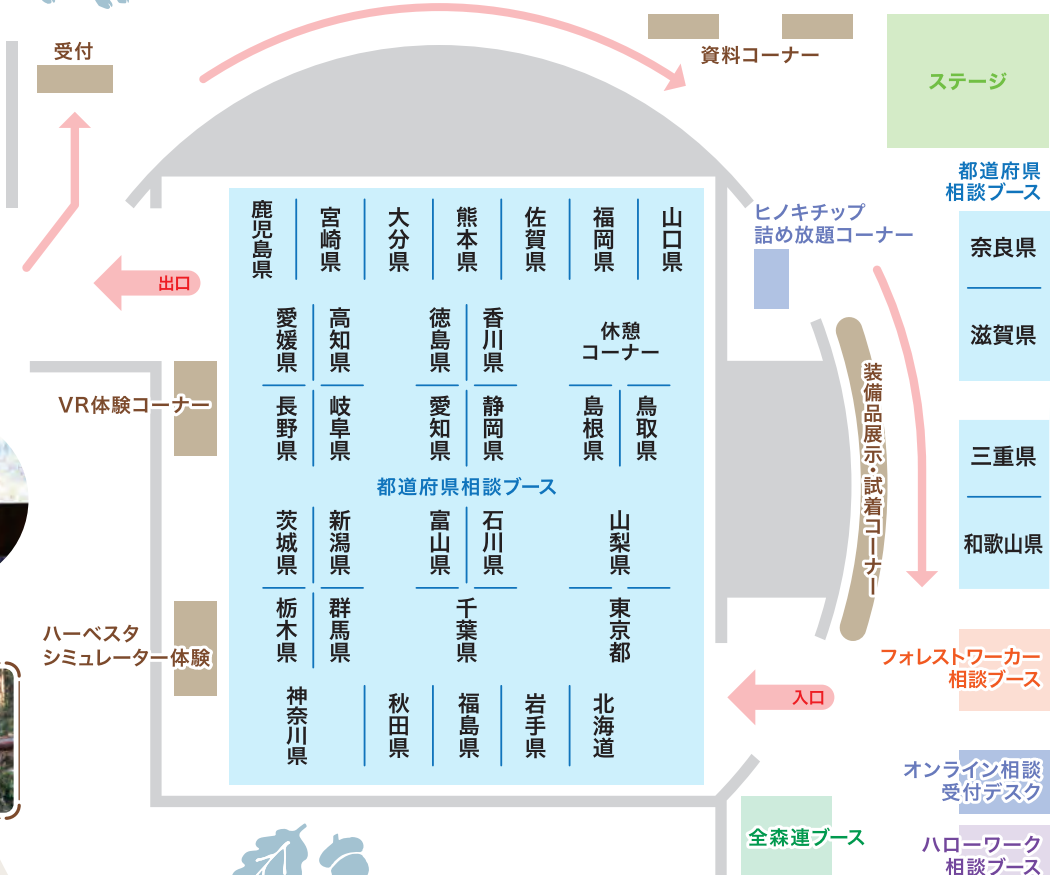 受付
資料コーナー
ステージ
都道府県
相談ブース
奈良県
滋賀県
三重県
和歌山県
ヒノキチップ
詰め放題コーナー
出口
鹿児島県
宮崎県
大分県
熊本県
佐賀県
福岡県
山口県
愛媛県
高知県
徳島県
香川県
休憩
コーナー
長野県
岐阜県
愛知県
静岡県
島根県
鳥取県
都道府県相談ブース
茨城県
新潟県
富山県
石川県
山梨県
栃木県
群馬県
千葉県
東京都
神奈川県
秋田県
福島県
岩手県
北海道
VR体験コーナー
ハーベスタ
シミュレーター体験
装備品展示・試着コーナー
入口
フォレストワーカー
相談ブース
オンライン相談
受付デスク
全森連ブース
ハローワーク
相談ブース